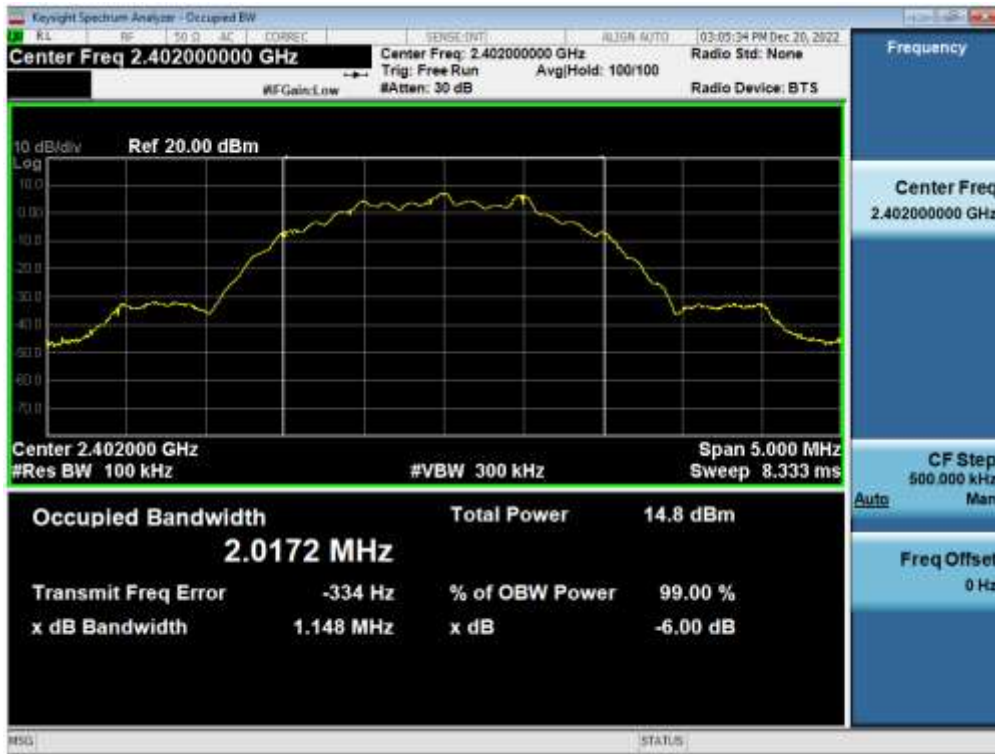 Keysight Spectrum Analyzer - Occupied BW
RL RF 50 Ω AC CORREC SENSE:INT ALIGN AUTO 03:05:34 PM Dec 20, 2022
Center Freq 2.402000000 GHz
Center Freq: 2.402000000 GHz Radio Std: None
Trig: Free Run Avg|Hold: 100/100
#IFGain:Low #Atten: 30 dB Radio Device: BTS
10 dB/div Ref 20.00 dBm
Log
10.0
0.00
-10.0
-20.0
-30.0
-40.0
-50.0
-60.0
-70.0
Center 2.402000 GHz Span 5.000 MHz
#Res BW 100 kHz #VBW 300 kHz Sweep 8.333 ms
Occupied Bandwidth Total Power 14.8 dBm
2.0172 MHz
Transmit Freq Error -334 Hz % of OBW Power 99.00 %
x dB Bandwidth 1.148 MHz x dB -6.00 dB
MSG STATUS
Frequency
Center Freq
2.402000000 GHz
CF Step
500.000 kHz
Auto Man
Freq Offset
0 Hz